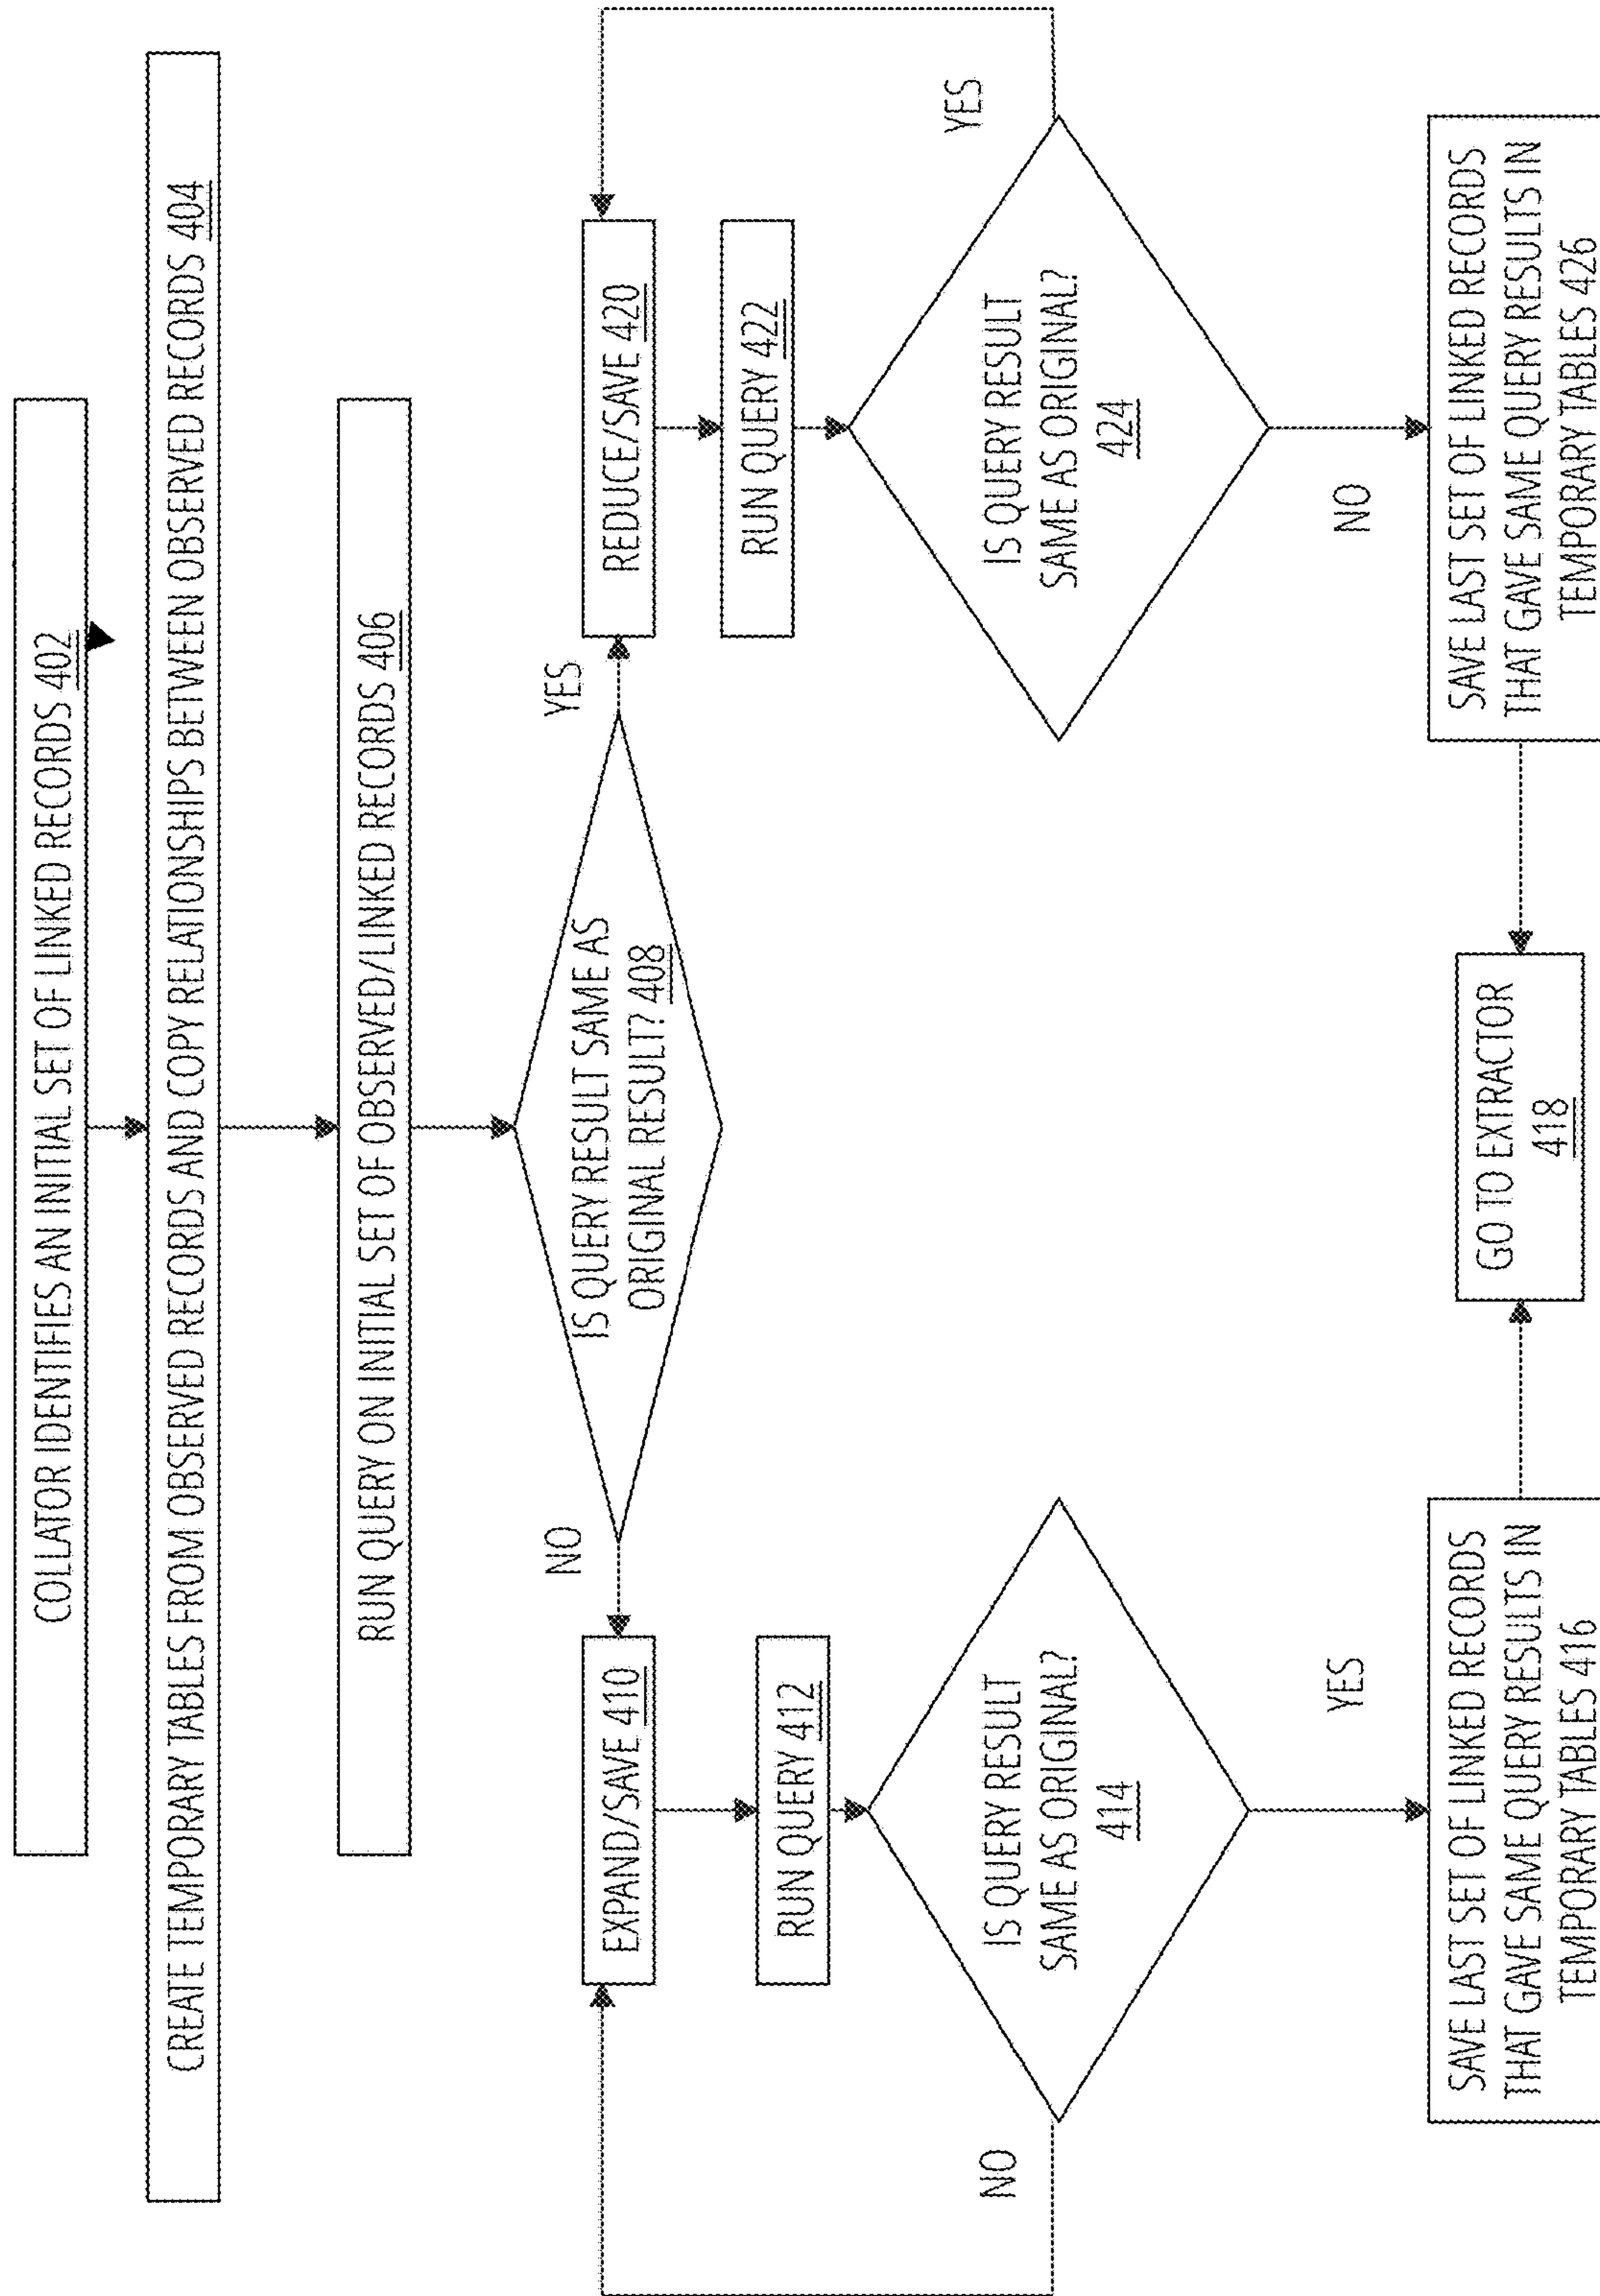 COLLATOR IDENTIFIES AN INITIAL SET OF LINKED RECORDS 402
CREATE TEMPORARY TABLES FROM OBSERVED RECORDS AND COPY RELATIONSHIPS BETWEEN OBSERVED RECORDS 404
RUN QUERY ON INITIAL SET OF OBSERVED/LINKED RECORDS 406
IS QUERY RESULT SAME AS
ORIGINAL RESULT? 408
NO
YES
EXPAND/SAVE 410
RUN QUERY 412
IS QUERY RESULT
SAME AS ORIGINAL?
414
NO
YES
SAVE LAST SET OF LINKED RECORDS
THAT GAVE SAME QUERY RESULTS IN
TEMPORARY TABLES 416
GO TO EXTRACTOR
418
REDUCE/SAVE 420
RUN QUERY 422
IS QUERY RESULT
SAME AS ORIGINAL?
424
YES
NO
SAVE LAST SET OF LINKED RECORDS
THAT GAVE SAME QUERY RESULTS IN
TEMPORARY TABLES 426